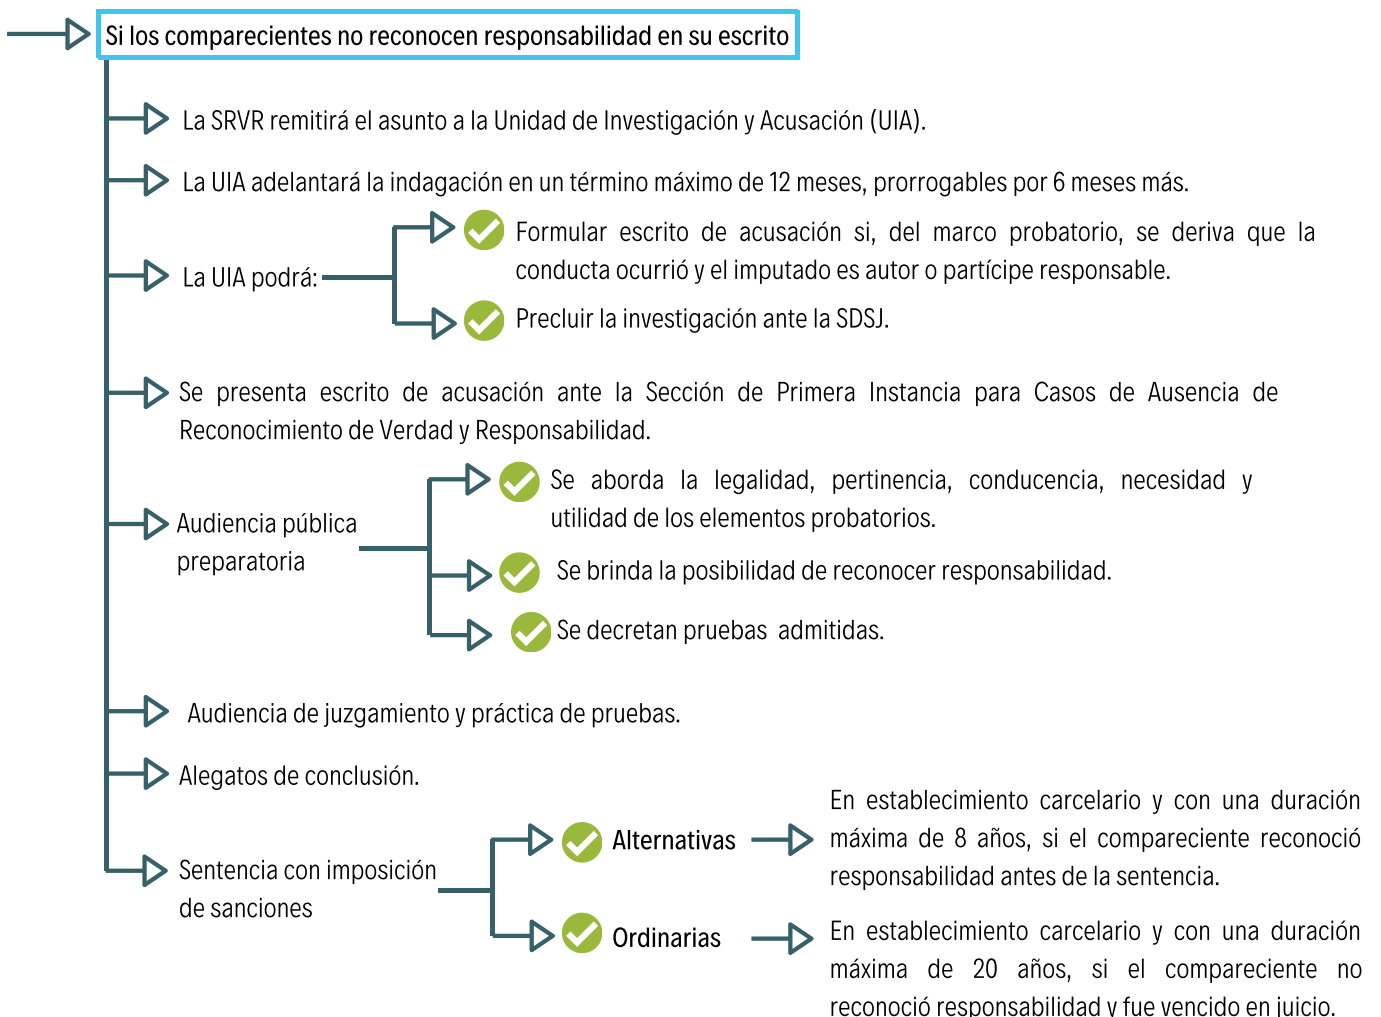 Si los comparecientes no reconocen responsabilidad en su escrito
La SRVR remitirá el asunto a la Unidad de Investigación y Acusación (UIA).
La UIA adelantará la indagación en un término máximo de 12 meses, prorrogables por 6 meses más.
La UIA podrá:
Formular escrito de acusación si, del marco probatorio, se deriva que la
conducta ocurrió y el imputado es autor o partícipe responsable.
Precluir la investigación ante la SDSJ.
Se presenta escrito de acusación ante la Sección de Primera Instancia para Casos de Ausencia de
Reconocimiento de Verdad y Responsabilidad.
Audiencia pública
preparatoria
Se aborda la legalidad, pertinencia, conducencia, necesidad y
utilidad de los elementos probatorios.
Se brinda la posibilidad de reconocer responsabilidad.
Se decretan pruebas admitidas.
Audiencia de juzgamiento y práctica de pruebas.
Alegatos de conclusión.
Sentencia con imposición
de sanciones
Alternativas
En establecimiento carcelario y con una duración
máxima de 8 años, si el compareciente reconoció
responsabilidad antes de la sentencia.
Ordinarias
En establecimiento carcelario y con una duración
máxima de 20 años, si el compareciente no
reconoció responsabilidad y fue vencido en juicio.